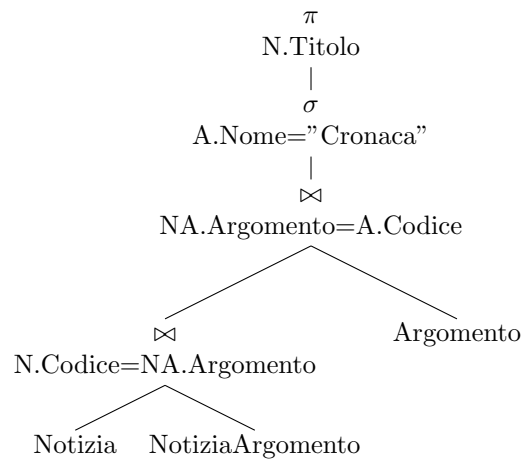 π
N.Titolo
σ
A.Nome="Cronaca"
⋈
NA.Argomento=A.Codice
⋈
N.Codice=NA.Argomento
Argomento
Notizia
NotiziaArgomento